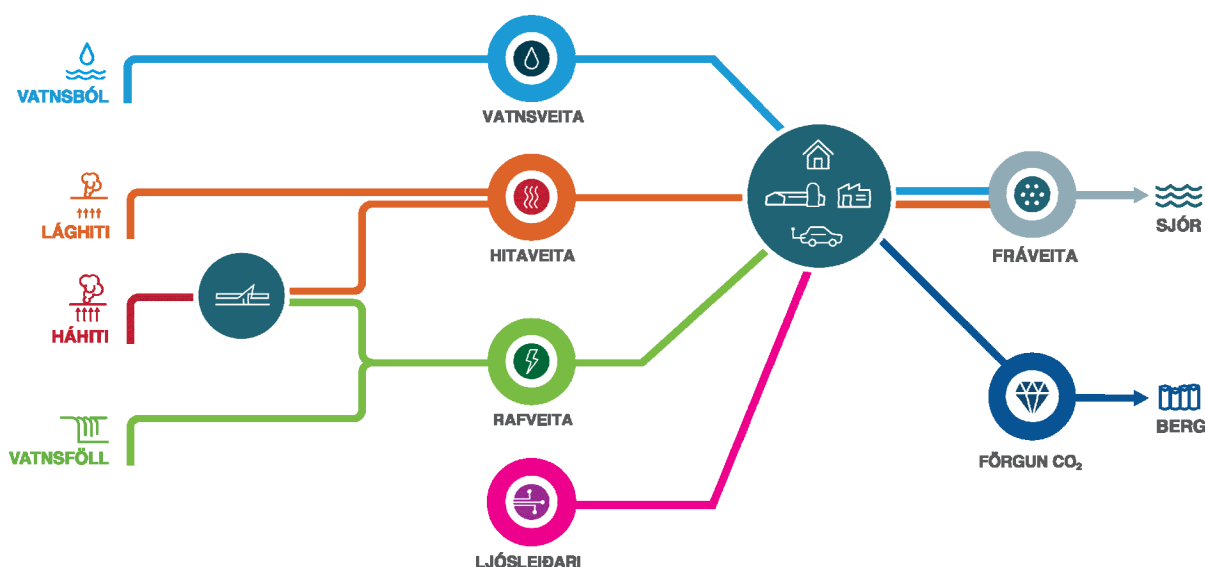 VATNSBÓL
VATNSVEITA
LÁGHITI
HITAVEITA
FRÁVEITA
SJÓR
HÁHITI
RAFVEITA
BERG
VATNSFÖLL
FÖRGUN CO₂
LJÓSLEIÐARI